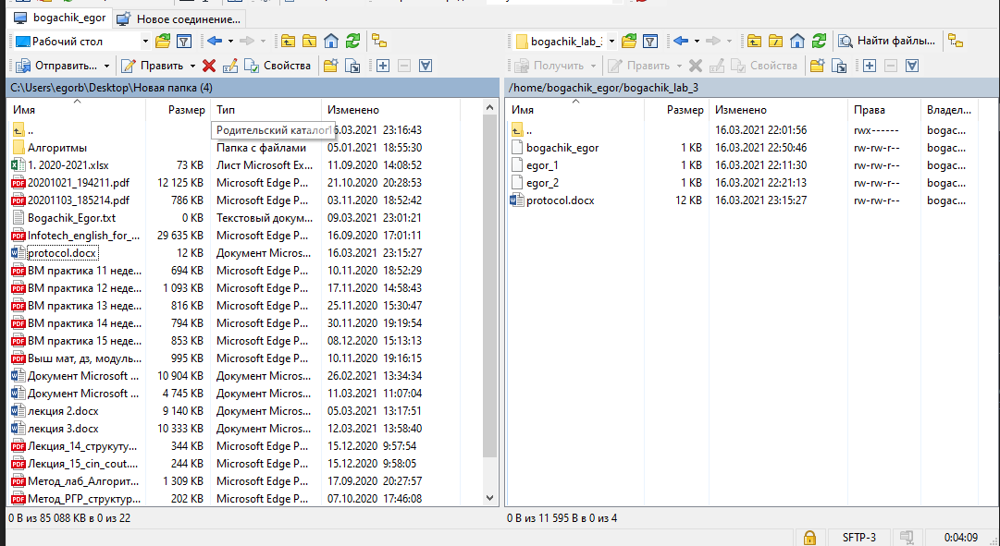 bogachik_egor Новое соединение...
Рабочий стол
Отправить... Править Свойства
C:\Users\egorb\Desktop\Новая папка (4)
Имя Размер Тип Изменено
.. Родительский каталог 16.03.2021 23:16:43
Алгоритмы Папка с файлами 05.01.2021 18:55:30
1. 2020-2021.xlsx 73 KB Лист Microsoft Ex... 11.09.2020 14:08:52
20201021_194211.pdf 12 125 KB Microsoft Edge P... 21.10.2020 20:28:53
20201103_185214.pdf 786 KB Microsoft Edge P... 03.11.2020 18:52:42
Bogachik_Egor.txt 0 KB Текстовый докум... 09.03.2021 23:01:21
Infotech_english_for_... 29 635 KB Microsoft Edge P... 16.09.2020 17:01:11
protocol.docx 12 KB Документ Micros... 16.03.2021 23:15:27
ВМ практика 11 неде... 694 KB Microsoft Edge P... 10.11.2020 18:52:29
ВМ практика 12 неде... 1 093 KB Microsoft Edge P... 17.11.2020 14:58:43
ВМ практика 13 неде... 816 KB Microsoft Edge P... 25.11.2020 15:30:47
ВМ практика 14 неде... 794 KB Microsoft Edge P... 30.11.2020 19:19:54
ВМ практика 15 неде... 853 KB Microsoft Edge P... 08.12.2020 15:13:13
Выш мат, дз, модуль... 995 KB Microsoft Edge P... 10.11.2020 19:16:15
Документ Microsoft ... 10 904 KB Документ Micros... 26.02.2021 13:34:34
Документ Microsoft ... 4 745 KB Документ Micros... 11.03.2021 11:07:04
лекция 2.docx 9 140 KB Документ Micros... 05.03.2021 13:17:51
лекция 3.docx 10 333 KB Документ Micros... 12.03.2021 13:58:40
Лекция_14_струкуту... 344 KB Microsoft Edge P... 15.12.2020 9:57:54
Лекция_15_cin_cout.... 244 KB Microsoft Edge P... 15.12.2020 9:58:05
Метод_лаб_Алгорит... 1 309 KB Microsoft Edge P... 17.09.2020 20:27:57
Метод_РГР_структур... 202 KB Microsoft Edge P... 07.10.2020 17:46:08
0 B из 85 088 KB в 0 из 22
bogachik_lab_3 Найти файлы...
Получить Править Свойства
/home/bogachik_egor/bogachik_lab_3
Имя Размер Изменено Права Владел...
.. 16.03.2021 22:01:56 rwx------ bogac...
bogachik_egor 1 KB 16.03.2021 22:50:46 rw-rw-r-- bogac...
egor_1 1 KB 16.03.2021 22:11:30 rw-rw-r-- bogac...
egor_2 1 KB 16.03.2021 22:21:13 rw-rw-r-- bogac...
protocol.docx 12 KB 16.03.2021 23:15:27 rw-rw-r-- bogac...
0 B из 11 595 B в 0 из 4
SFTP-3 0:04:09